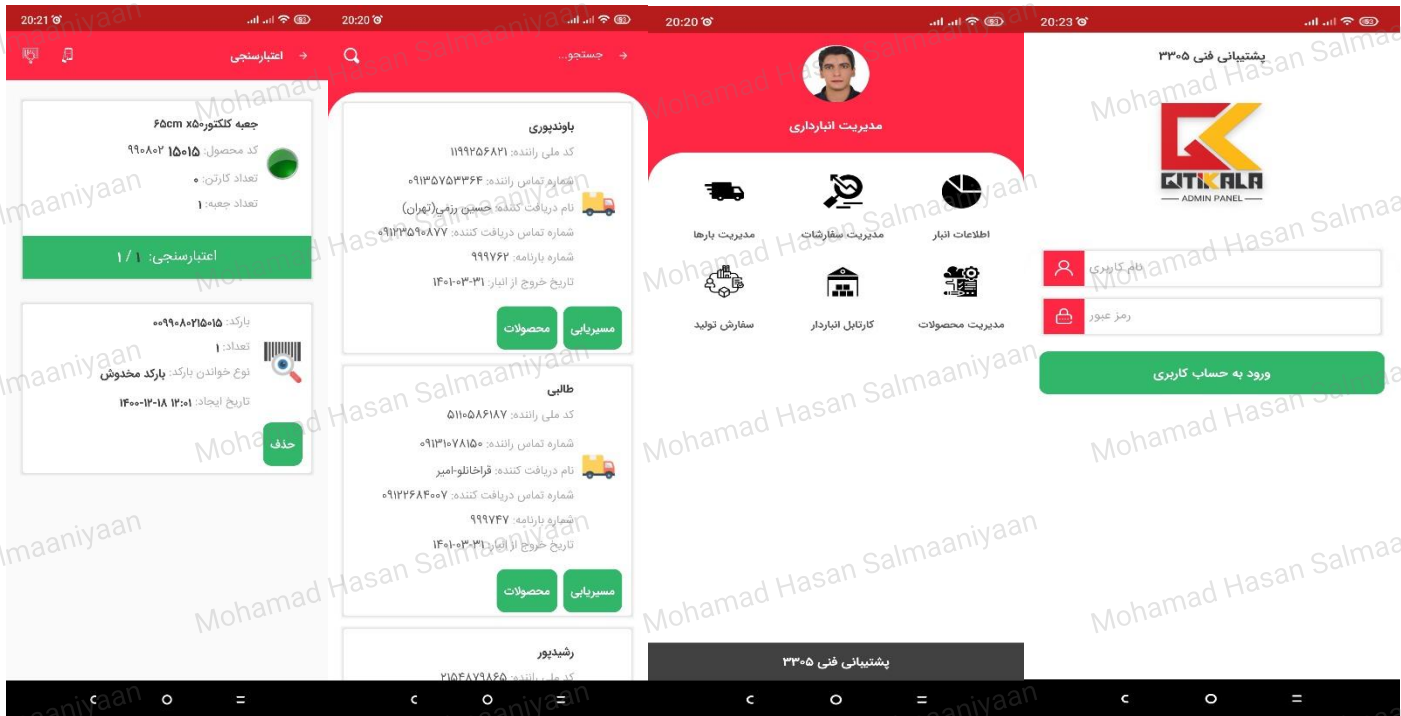 20:21
اعتبارسنجی
جعبه کلکتور۵۰x ۶۵cm
کد محصول: ۱۵۰۱۵ ۹۹۰۸۰۲
تعداد کارتن: ۰
تعداد جعبه: ۱
اعتبارسنجی: ۱ / ۱
بارکد: ۰۰۹۹۰۸۰۲۱۵۰۱۵
تعداد: ۱
نوع خواندن بارکد: بارکد مخدوش
تاریخ ایجاد: ۱۲:۰۱ ۱۸-۱۲-۱۴۰۰
حذف
20:20
جستجو...
باوندپوری
کد ملی راننده: ۱۱۹۹۲۵۶۸۲۱
شماره تماس راننده: ۰۹۱۳۵۷۵۳۳۶۴
نام دریافت کننده: حسین رزمی(تهران)
شماره تماس دریافت کننده: ۰۹۱۲۳۵۹۰۸۷۷
شماره بارنامه: ۹۹۹۷۶۲
تاریخ خروج از انبار: ۳۱-۰۳-۱۴۰۱
مسیریابی
محصولات
طالبی
کد ملی راننده: ۵۱۱۰۵۸۶۱۸۷
شماره تماس راننده: ۰۹۱۳۱۰۷۸۱۵۰
نام دریافت کننده: قراخانلو-امیر
شماره تماس دریافت کننده: ۰۹۱۲۲۶۸۴۰۰۷
شماره بارنامه: ۹۹۹۷۴۷
تاریخ خروج از انبار: ۳۱-۰۳-۱۴۰۱
مسیریابی
محصولات
رشیدپور
کد ملی راننده: ۲۱۵۴۸۷۹۸۶۵
20:20
83
مدیریت انبارداری
اطلاعات انبار
مدیریت سفارشات
مدیریت بارها
مدیریت محصولات
کارتابل انباردار
سفارش تولید
پشتیبانی فنی ۳۳۰۵
20:23
پشتیبانی فنی ۳۳۰۵
GITIKALA
ADMIN PANEL
نام کاربری
رمز عبور
ورود به حساب کاربری
Mohamad Hasan Salmaaniyaan